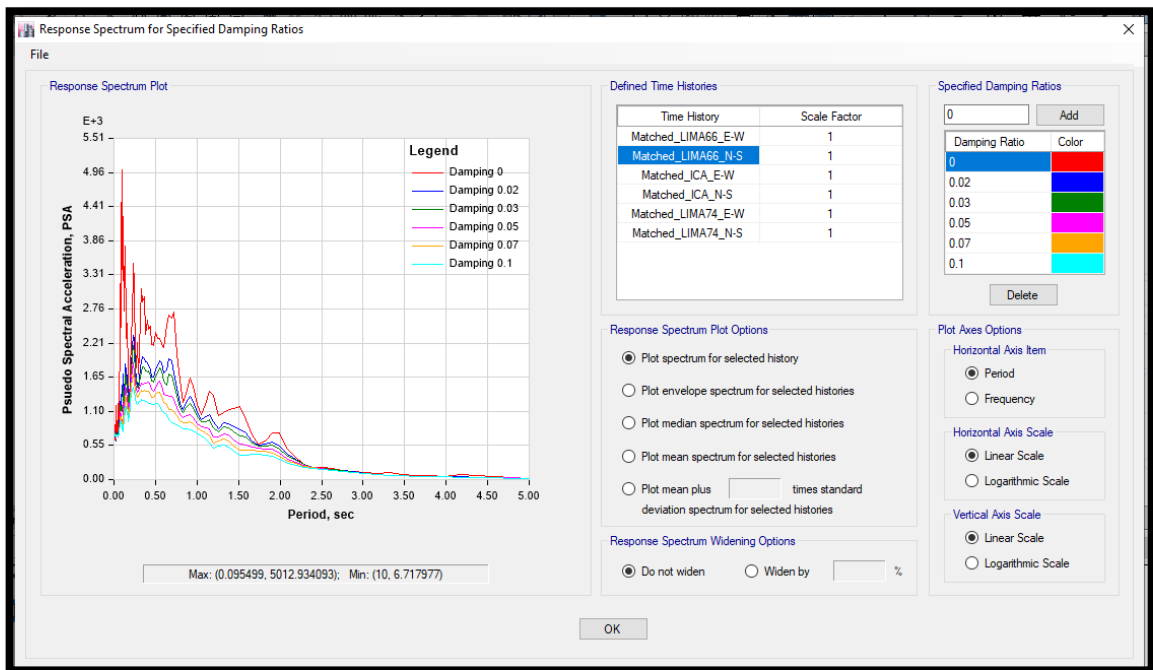 Response Spectrum for Specified Damping Ratios
File
Response Spectrum Plot
E+3
5.51
4.96
4.41
3.86
3.31
2.76
2.21
1.65
1.10
0.55
0.00
Psuedo Spectral Acceleration, PSA
0.00 0.50 1.00 1.50 2.00 2.50 3.00 3.50 4.00 4.50 5.00
Period, sec
Legend
Damping 0
Damping 0.02
Damping 0.03
Damping 0.05
Damping 0.07
Damping 0.1
Max: (0.095499, 5012.934093); Min: (10, 6.717977)
Defined Time Histories
Time History Scale Factor
Matched_LIMA66_E-W 1
Matched_LIMA66_N-S 1
Matched_ICA_E-W 1
Matched_ICA_N-S 1
Matched_LIMA74_E-W 1
Matched_LIMA74_N-S 1
Response Spectrum Plot Options
Plot spectrum for selected history
Plot envelope spectrum for selected histories
Plot median spectrum for selected histories
Plot mean spectrum for selected histories
Plot mean plus times standard
deviation spectrum for selected histories
Response Spectrum Widening Options
Do not widen Widen by %
Specified Damping Ratios
0 Add
Damping Ratio Color
0
0.02
0.03
0.05
0.07
0.1
Delete
Plot Axes Options
Horizontal Axis Item
Period
Frequency
Horizontal Axis Scale
Linear Scale
Logarithmic Scale
Vertical Axis Scale
Linear Scale
Logarithmic Scale
OK